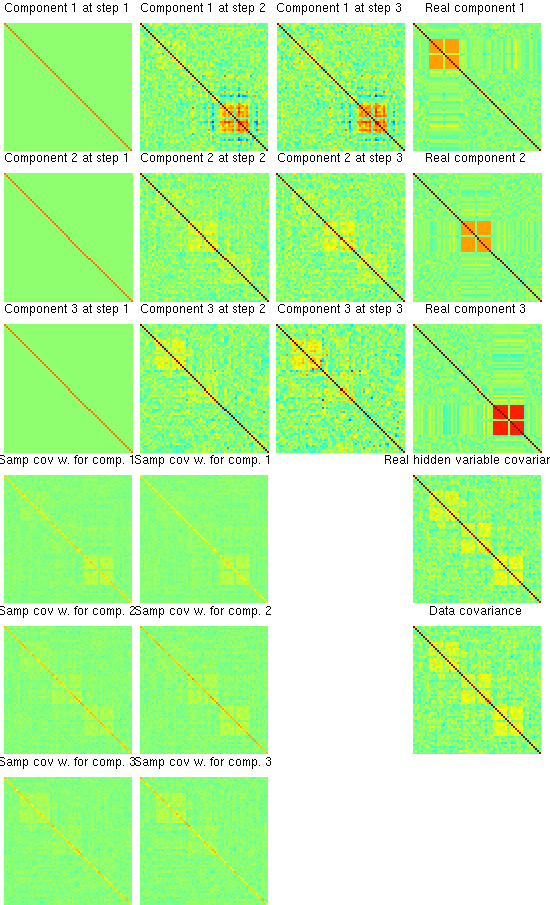 Component 1 at step 1 Component 1 at step 2 Component 1 at step 3 Real component 1
Component 2 at step 1 Component 2 at step 2 Component 2 at step 3 Real component 2
Component 3 at step 1 Component 3 at step 2 Component 3 at step 3 Real component 3
Samp cov w. for comp. 1 Samp cov w. for comp. 1 Real hidden variable covarian
Samp cov w. for comp. 2 Samp cov w. for comp. 2 Data covariance
Samp cov w. for comp. 3 Samp cov w. for comp. 3